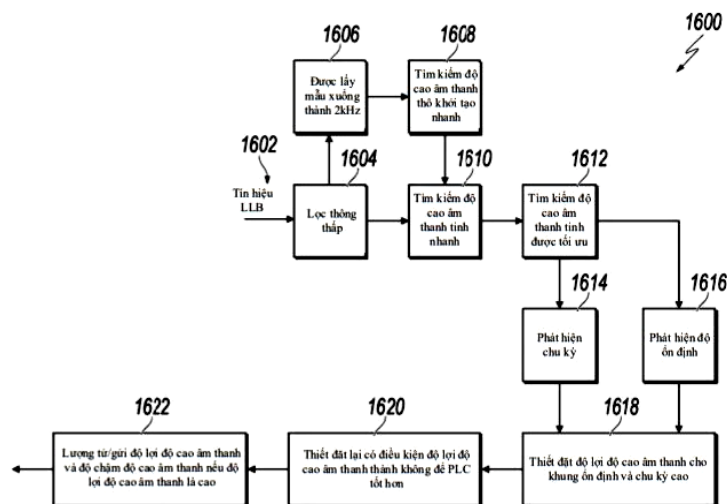 1600
1606
1608
Được lấy
mẫu xuống
thành 2kHz
Tìm kiếm độ
cao âm thanh
thô khởi tạo
nhanh
1602
Tín hiệu
LLB
1604
Lọc thông
thấp
1610
Tìm kiếm độ
cao âm
thanh tinh
nhanh
1612
Tìm kiếm độ
cao âm
thanh tinh
được tối ưu
1614
Phát hiện
chu kỳ
1616
Phát hiện độ
ổn định
1622
Lượng tử/gửi độ lợi độ cao âm thanh
và độ chậm độ cao âm thanh nếu độ
lợi độ cao âm thanh là cao
1620
Thiết đăt lại có điều kiện độ lợi độ
cao âm thanh thành không để PLC
tốt hơn
1618
Thiết đặt độ lợi độ cao âm thanh cho
khung ổn định và chu kỳ cao